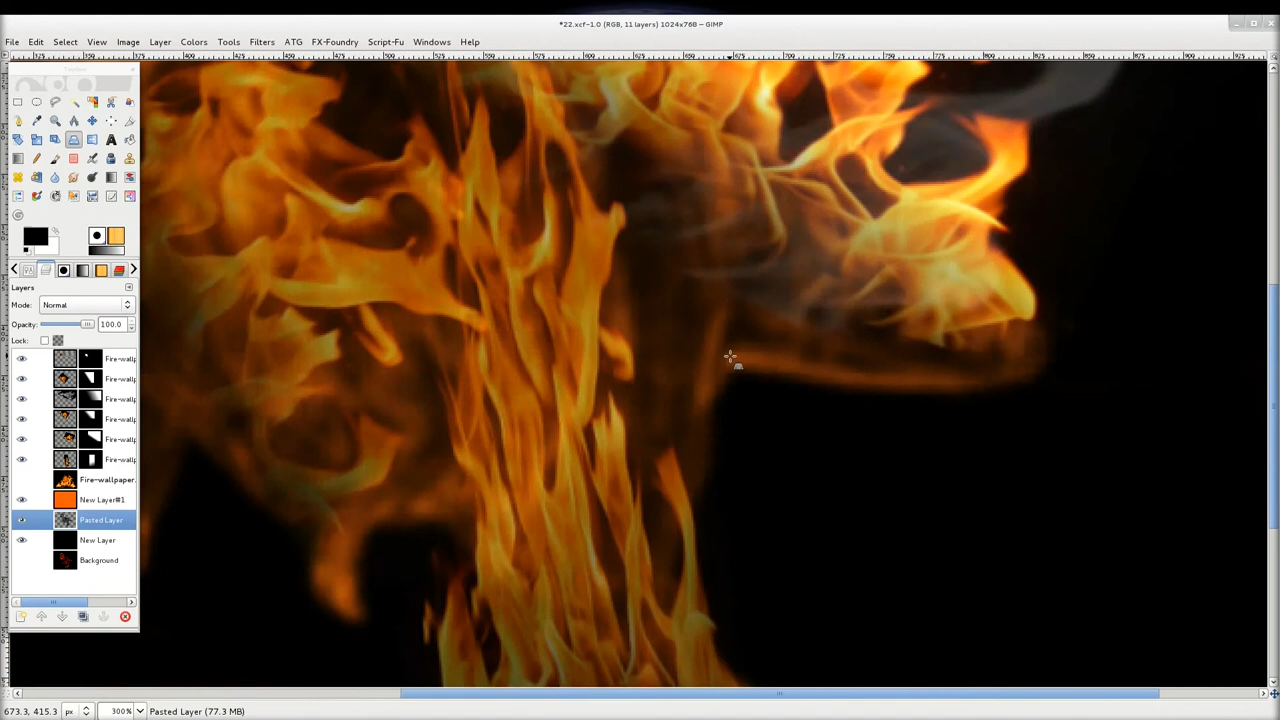 *22.xcf-1.0 (RGB, 11 layers) 1024x768 – GIMP
File Edit Select View Image Layer Colors Tools Filters ATG FX-Foundry Script-Fu Windows Help
Layers
Mode: Normal
Opacity: 100.0
Lock:
Fire-wallp
Fire-wallp
Fire-wallp
Fire-wallp
Fire-wallp
Fire-wallp
Fire-wallpaper.
New Layer#1
Pasted Layer
New Layer
Background
673.3, 415.3 px 300% Pasted Layer (77.3 MB)